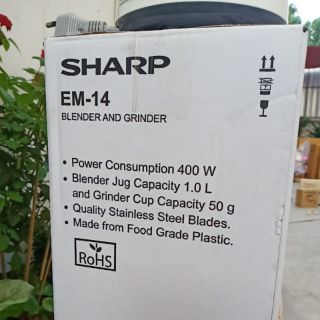 SHARP
EM-14
BLENDER AND GRINDER
• Power Consumption 400 W
• Blender Jug Capacity 1.0 L
and Grinder Cup Capacity 50 g
• Quality Stainless Steel Blades.
• Made from Food Grade Plastic.
RoHS